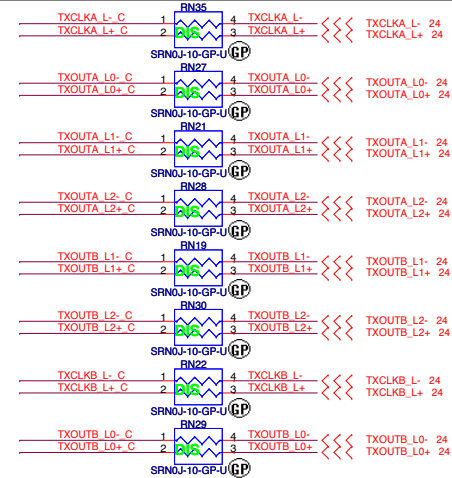 RN35
TXCLKA_L-_C 1 4 TXCLKA_L- TXCLKA_L- 24
TXCLKA_L+_C 2 DIS 3 TXCLKA_L+ TXCLKA_L+ 24
SRN0J-10-GP-U GP
RN27
TXOUTA_L0-_C 1 4 TXOUTA_L0- TXOUTA_L0- 24
TXOUTA_L0+_C 2 DIS 3 TXOUTA_L0+ TXOUTA_L0+ 24
SRN0J-10-GP-U GP
RN21
TXOUTA_L1-_C 1 4 TXOUTA_L1- TXOUTA_L1- 24
TXOUTA_L1+_C 2 DIS 3 TXOUTA_L1+ TXOUTA_L1+ 24
SRN0J-10-GP-U GP
RN28
TXOUTA_L2-_C 1 4 TXOUTA_L2- TXOUTA_L2- 24
TXOUTA_L2+_C 2 DIS 3 TXOUTA_L2+ TXOUTA_L2+ 24
SRN0J-10-GP-U GP
RN19
TXOUTB_L1-_C 1 4 TXOUTB_L1- TXOUTB_L1- 24
TXOUTB_L1+_C 2 DIS 3 TXOUTB_L1+ TXOUTB_L1+ 24
SRN0J-10-GP-U GP
RN30
TXOUTB_L2-_C 1 4 TXOUTB_L2- TXOUTB_L2- 24
TXOUTB_L2+_C 2 DIS 3 TXOUTB_L2+ TXOUTB_L2+ 24
SRN0J-10-GP-U GP
RN22
TXCLKB_L-_C 1 4 TXCLKB_L- TXCLKB_L- 24
TXCLKB_L+_C 2 DIS 3 TXCLKB_L+ TXCLKB_L+ 24
SRN0J-10-GP-U GP
RN29
TXOUTB_L0-_C 1 4 TXOUTB_L0- TXOUTB_L0- 24
TXOUTB_L0+_C 2 DIS 3 TXOUTB_L0+ TXOUTB_L0+ 24
SRN0J-10-GP-U GP